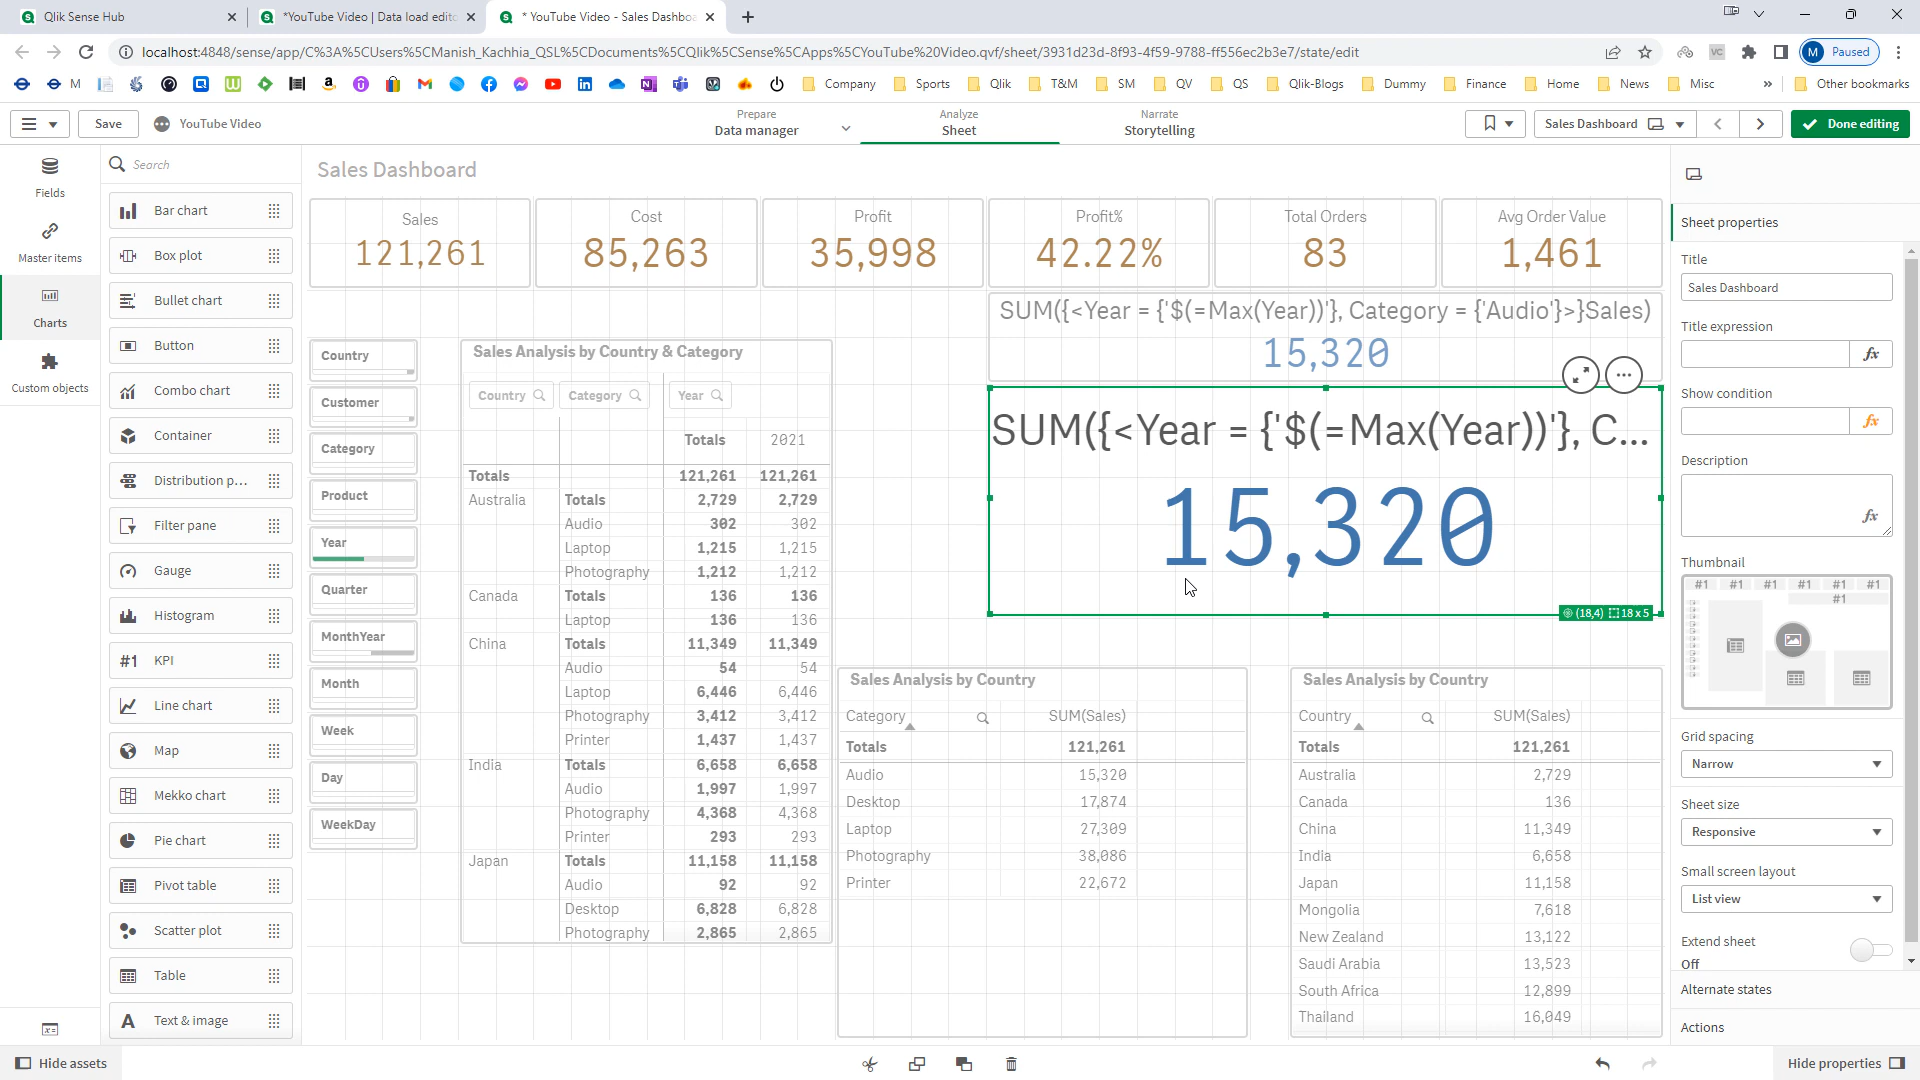 Qlik Sense Hub
*YouTube Video | Data load edito
* YouTube Video - Sales Dashboa
localhost:4848/sense/app/C%3A%5CUsers%5CManish_Kachhia_QSL%5CDocuments%5CQlik%5CSense%5CApps%5CYouTube%20Video.qvf/sheet/3931d23d-8f93-4f59-9788-ff556ec2b3e7/state/edit
M Paused
M
Company
Sports
Qlik
T&M
SM
QV
QS
Qlik-Blogs
Dummy
Finance
Home
News
Misc
»
Other bookmarks
Save
YouTube Video
Prepare
Data manager
Analyze
Sheet
Narrate
Storytelling
Sales Dashboard
Done editing
Fields
Master items
Charts
Custom objects
Search
Bar chart
Box plot
Bullet chart
Button
Combo chart
Container
Distribution p...
Filter pane
Gauge
Histogram
#1 KPI
Line chart
Map
Mekko chart
Pie chart
Pivot table
Scatter plot
Table
A Text & image
Sales Dashboard
Sales
121,261
Cost
85,263
Profit
35,998
Profit%
42.22%
Total Orders
83
Avg Order Value
1,461
SUM({<Year = {'$(=Max(Year))'}, Category = {'Audio'}>}Sales)
15,320
SUM({<Year = {'$(=Max(Year))'}, C...
15,320
(18,4) 18 x 5
Country
Customer
Category
Product
Year
Quarter
MonthYear
Month
Week
Day
WeekDay
Sales Analysis by Country & Category
Country Category Year
Totals 2021
Totals 121,261 121,261
Australia Totals 2,729 2,729
Audio 302 302
Laptop 1,215 1,215
Photography 1,212 1,212
Canada Totals 136 136
Laptop 136 136
China Totals 11,349 11,349
Audio 54 54
Laptop 6,446 6,446
Photography 3,412 3,412
Printer 1,437 1,437
India Totals 6,658 6,658
Audio 1,997 1,997
Photography 4,368 4,368
Printer 293 293
Japan Totals 11,158 11,158
Audio 92 92
Desktop 6,828 6,828
Photography 2,865 2,865
Sales Analysis by Country
Category SUM(Sales)
Totals 121,261
Audio 15,320
Desktop 17,874
Laptop 27,309
Photography 38,086
Printer 22,672
Sales Analysis by Country
Country SUM(Sales)
Totals 121,261
Australia 2,729
Canada 136
China 11,349
India 6,658
Japan 11,158
Mongolia 7,618
New Zealand 13,122
Saudi Arabia 13,523
South Africa 12,899
Thailand 16,049
Sheet properties
Title
Sales Dashboard
Title expression
fx
Show condition
fx
Description
fx
Thumbnail
#1 #1 #1 #1 #1 #1
#1
Grid spacing
Narrow
Sheet size
Responsive
Small screen layout
List view
Extend sheet
Off
Alternate states
Actions
Hide assets
Hide properties